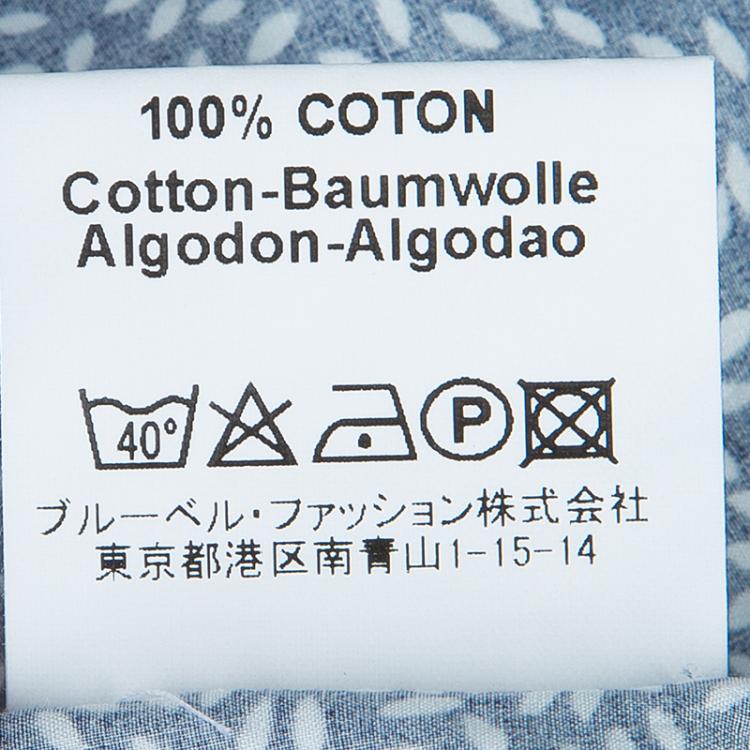 100% COTON
Cotton-Baumwolle
Algodon-Algodao
40° P
ブルーベル・ファッション株式会社
東京都港区南青山1-15-14